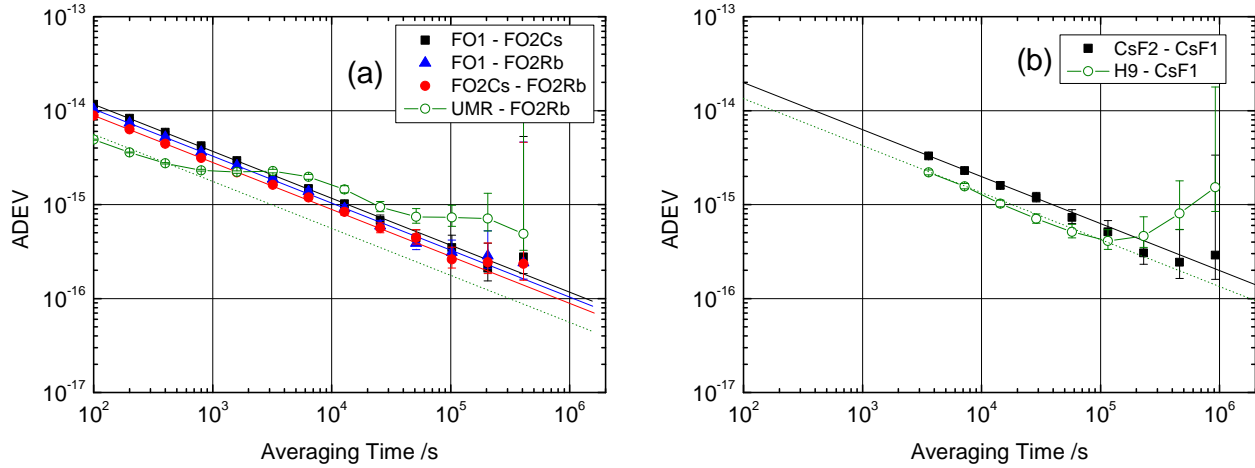 10^-13
10^-14
10^-15
10^-16
10^-17
ADEV
10^2
10^3
10^4
10^5
10^6
Averaging Time /s
(a)
FO1 - FO2Cs
FO1 - FO2Rb
FO2Cs - FO2Rb
UMR - FO2Rb
10^-13
10^-14
10^-15
10^-16
10^-17
ADEV
10^2
10^3
10^4
10^5
10^6
Averaging Time /s
(b)
CsF2 - CsF1
H9 - CsF1